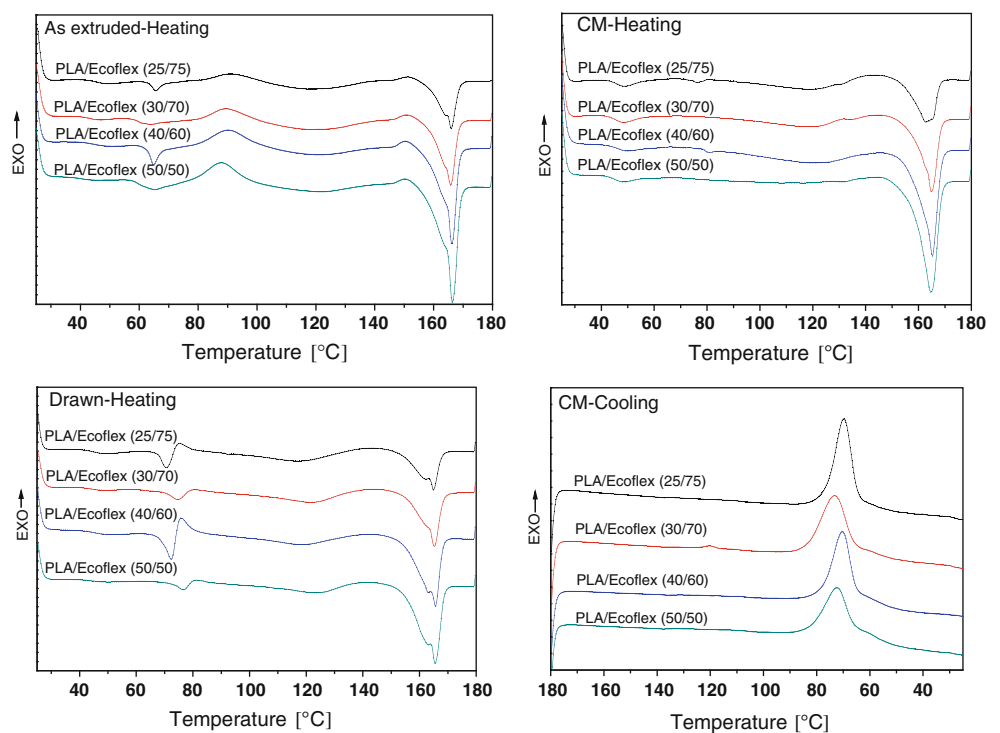 As extruded-Heating
PLA/Ecoflex (25/75)
PLA/Ecoflex (30/70)
PLA/Ecoflex (40/60)
PLA/Ecoflex (50/50)
EXO→
40 60 80 100 120 140 160 180
Temperature [°C]
CM-Heating
PLA/Ecoflex (25/75)
PLA/Ecoflex (30/70)
PLA/Ecoflex (40/60)
PLA/Ecoflex (50/50)
EXO→
40 60 80 100 120 140 160 180
Temperature [°C]
Drawn-Heating
PLA/Ecoflex (25/75)
PLA/Ecoflex (30/70)
PLA/Ecoflex (40/60)
PLA/Ecoflex (50/50)
EXO→
40 60 80 100 120 140 160 180
Temperature [°C]
CM-Cooling
PLA/Ecoflex (25/75)
PLA/Ecoflex (30/70)
PLA/Ecoflex (40/60)
PLA/Ecoflex (50/50)
EXO→
180 160 140 120 100 80 60 40
Temperature [°C]